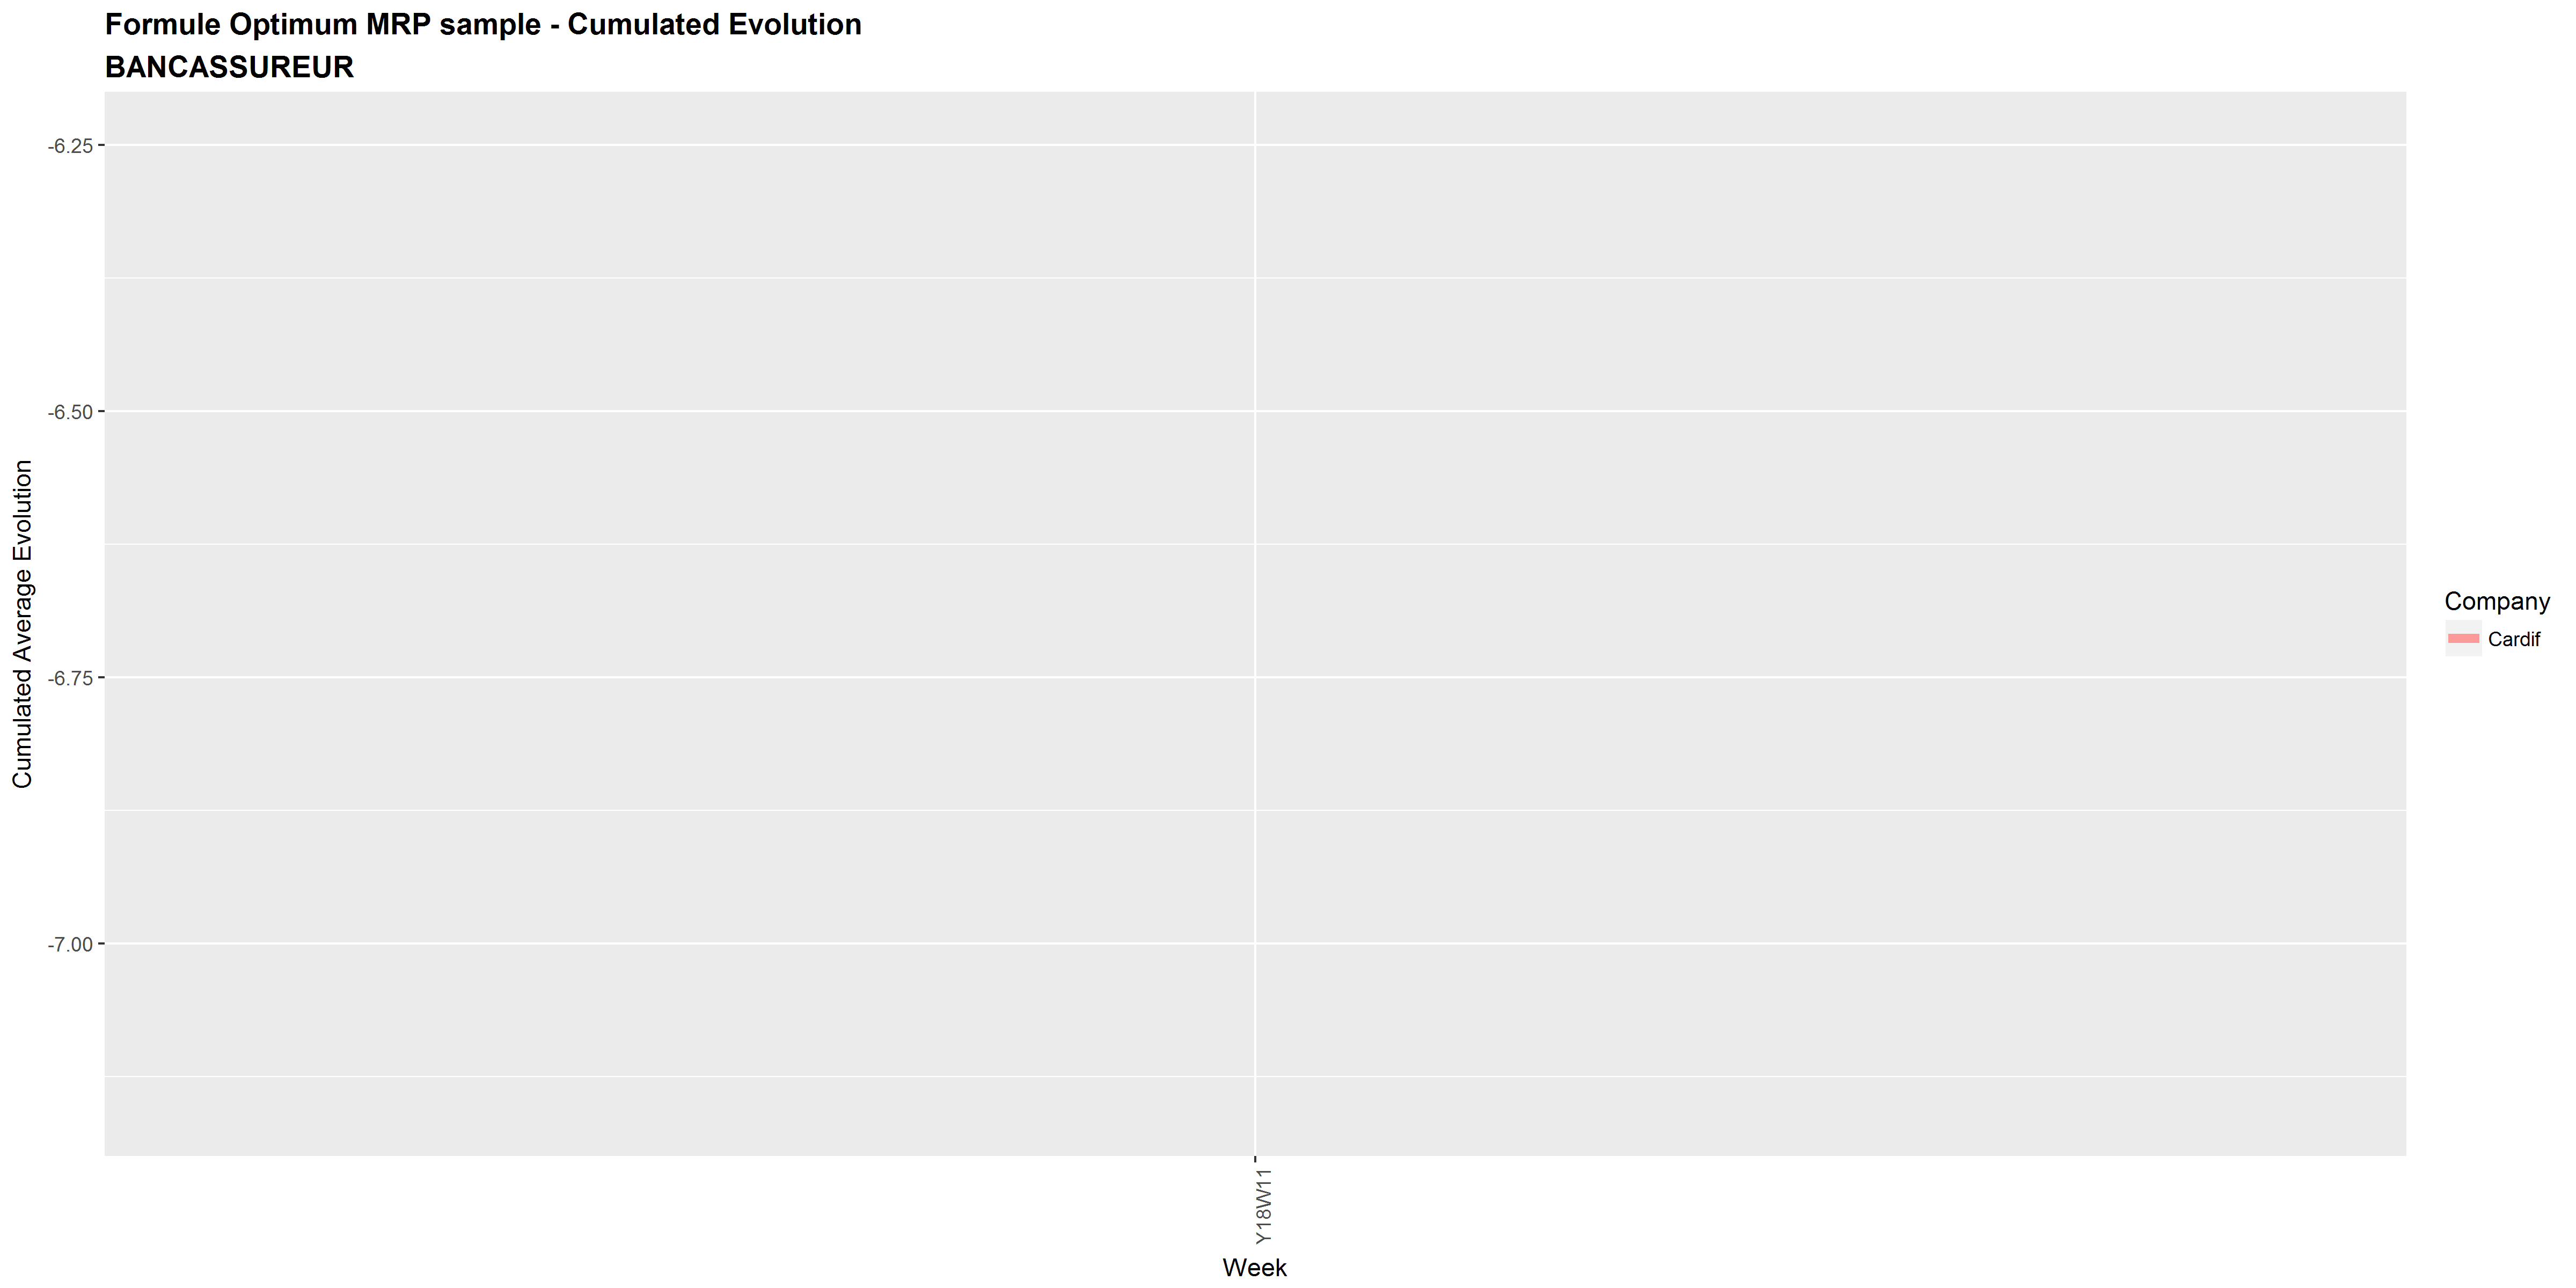 Formule Optimum MRP sample - Cumulated Evolution
BANCASSUREUR
-6.25
-6.50
-6.75
-7.00
Cumulated Average Evolution
Y18W11
Week
Company
Cardif